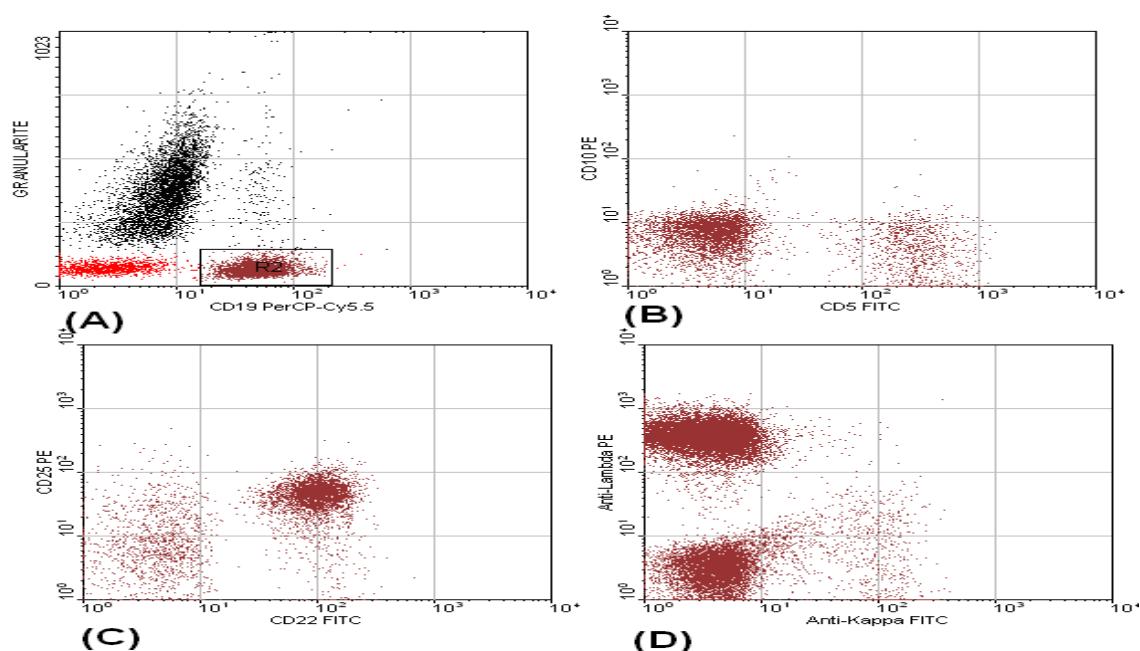 1023
GRANULARITE
R2
0
10⁰ 10¹ 10² 10³ 10⁴
CD19 PerCP-Cy5.5
(A)
10⁴
10³
CD10 PE
10²
10¹
10⁰
10⁰ 10¹ 10² 10³ 10⁴
CD5 FITC
(B)
10⁴
10³
CD25 PE
10²
10¹
10⁰
10⁰ 10¹ 10² 10³ 10⁴
CD22 FITC
(C)
10⁴
10³
Anti-Lambda PE
10²
10¹
10⁰
10⁰ 10¹ 10² 10³ 10⁴
Anti-Kappa FITC
(D)